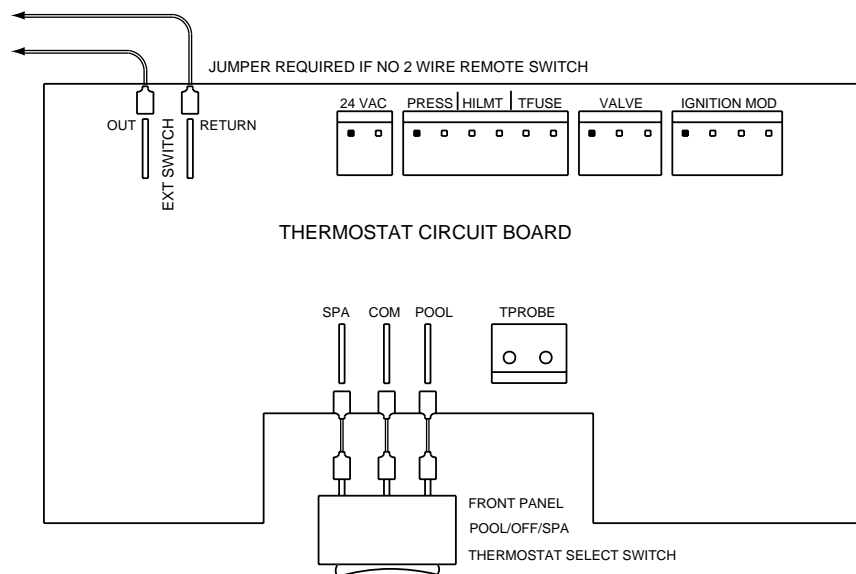 JUMPER REQUIRED IF NO 2 WIRE REMOTE SWITCH
24 VAC PRESS HILMT TFUSE VALVE IGNITION MOD
OUT EXT SWITCH RETURN
THERMOSTAT CIRCUIT BOARD
SPA COM POOL TPROBE
FRONT PANEL
POOL/OFF/SPA
THERMOSTAT SELECT SWITCH